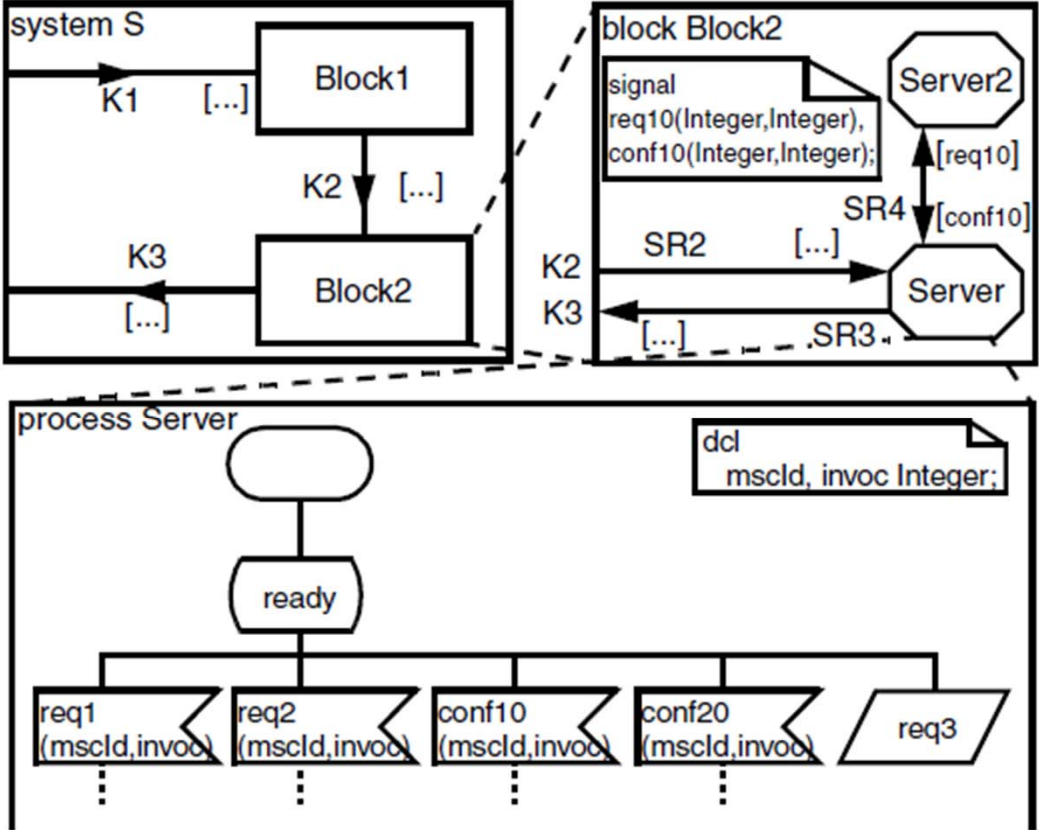 system S
Block1
K1
[...]
K2
[...]
K3
[...]
Block2
block Block2
signal
req10(Integer,Integer),
conf10(Integer,Integer);
Server2
[req10]
SR4
[conf10]
K2
SR2
[...]
Server
K3
[...]
SR3
process Server
dcl
mscId, invoc Integer;
ready
req1
(mscId,invoc)
req2
(mscId,invoc)
conf10
(mscId,invoc)
conf20
(mscId,invoc)
req3